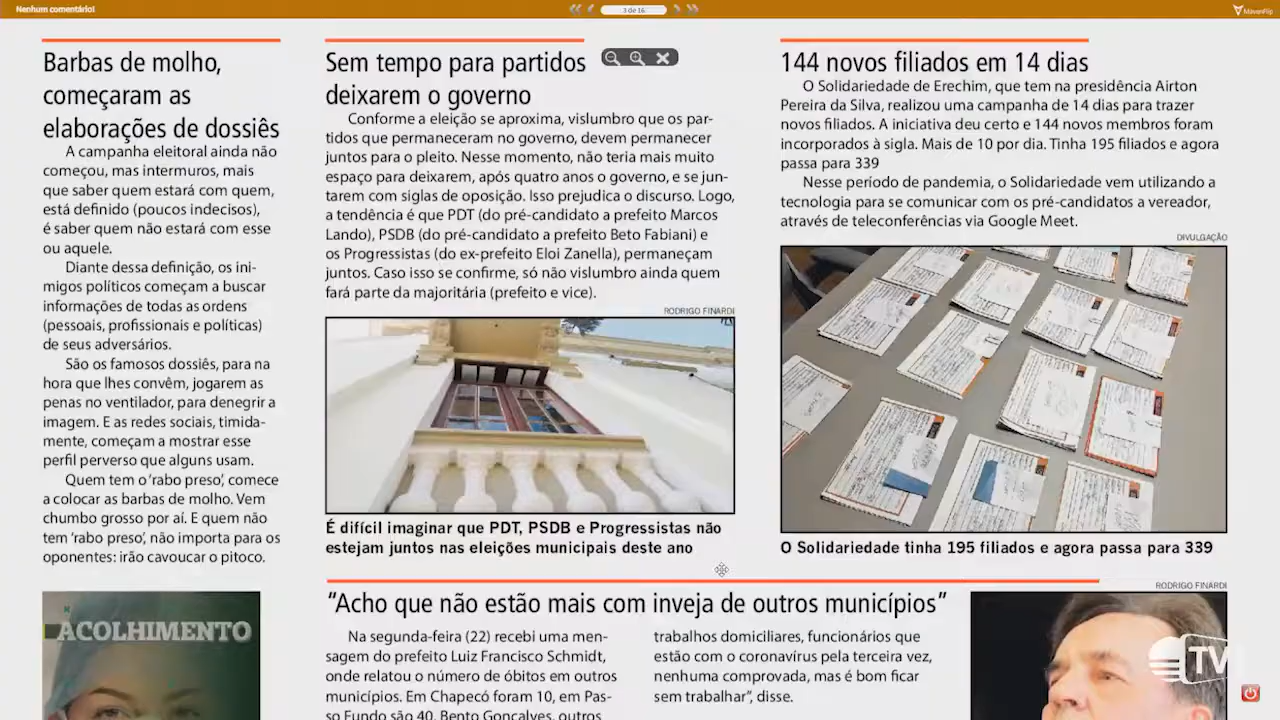 Nenhum comentário!
3 de 16
MavenFlip
Barbas de molho,
começaram as
elaborações de dossiês
A campanha eleitoral ainda não
começou, mas intermuros, mais
que saber quem estará com quem,
está definido (poucos indecisos),
é saber quem não estará com esse
ou aquele.
Diante dessa definição, os ini-
migos políticos começam a buscar
informações de todas as ordens
(pessoais, profissionais e políticas)
de seus adversários.
São os famosos dossiês, para na
hora que lhes convêm, jogarem as
penas no ventilador, para denegrir a
imagem. E as redes sociais, timida-
mente, começam a mostrar esse
perfil perverso que alguns usam.
Quem tem o 'rabo preso', comece
a colocar as barbas de molho. Vem
chumbo grosso por aí. E quem não
tem 'rabo preso', não importa para os
oponentes: irão cavoucar o pitoco.
ACOLHIMENTO
Sem tempo para partidos
deixarem o governo
Conforme a eleição se aproxima, vislumbro que os par-
tidos que permaneceram no governo, devem permanecer
juntos para o pleito. Nesse momento, não teria mais muito
espaço para deixarem, após quatro anos o governo, e se jun-
tarem com siglas de oposição. Isso prejudica o discurso. Logo,
a tendência é que PDT (do pré-candidato a prefeito Marcos
Lando), PSDB (do pré-candidato a prefeito Beto Fabiani) e
os Progressistas (do ex-prefeito Eloi Zanella), permaneçam
juntos. Caso isso se confirme, só não vislumbro ainda quem
fará parte da majoritária (prefeito e vice).
RODRIGO FINARDI
É difícil imaginar que PDT, PSDB e Progressistas não
estejam juntos nas eleições municipais deste ano
144 novos filiados em 14 dias
O Solidariedade de Erechim, que tem na presidência Airton
Pereira da Silva, realizou uma campanha de 14 dias para trazer
novos filiados. A iniciativa deu certo e 144 novos membros foram
incorporados à sigla. Mais de 10 por dia. Tinha 195 filiados e agora
passa para 339
Nesse período de pandemia, o Solidariedade vem utilizando a
tecnologia para se comunicar com os pré-candidatos a vereador,
através de teleconferências via Google Meet.
DIVULGAÇÃO
O Solidariedade tinha 195 filiados e agora passa para 339
RODRIGO FINARDI
"Acho que não estão mais com inveja de outros municípios"
Na segunda-feira (22) recebi uma men-
sagem do prefeito Luiz Francisco Schmidt,
onde relatou o número de óbitos em outros
municípios. Em Chapecó foram 10, em Pas-
so Fundo são 40, Bento Gonçalves, outros
trabalhos domiciliares, funcionários que
estão com o coronavírus pela terceira vez,
nenhuma comprovada, mas é bom ficar
sem trabalhar", disse.
TV